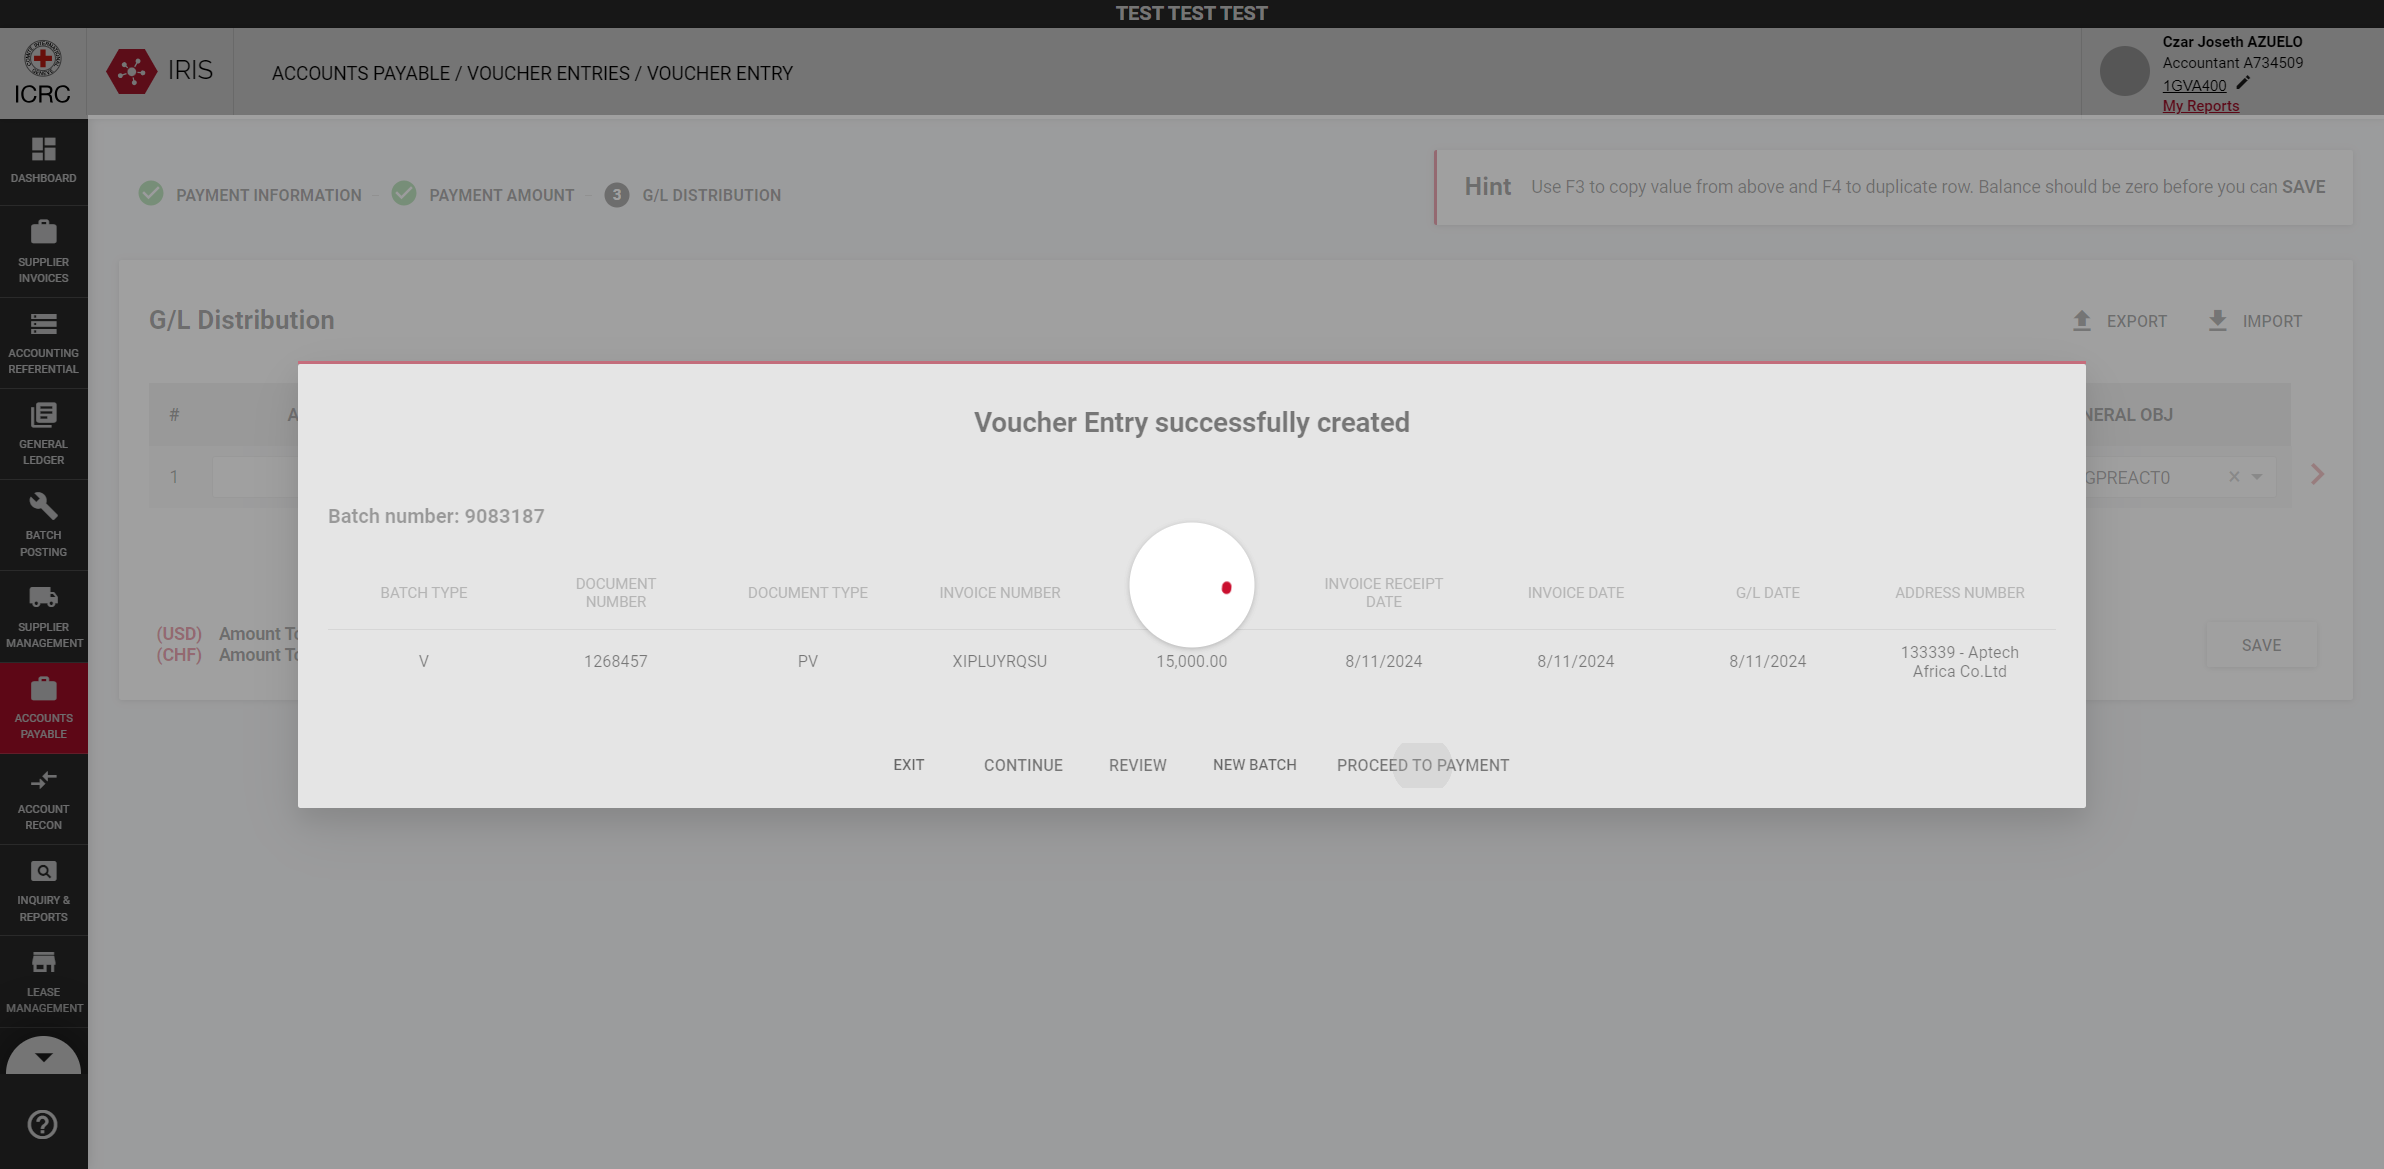 TEST TEST TEST
COMITE INTERNATIONAL GENEVE
ICRC
IRIS
ACCOUNTS PAYABLE / VOUCHER ENTRIES / VOUCHER ENTRY
Czar Joseth AZUELO
Accountant A734509
1GVA400
My Reports
DASHBOARD
SUPPLIER
INVOICES
ACCOUNTING
REFERENTIAL
GENERAL
LEDGER
BATCH
POSTING
SUPPLIER
MANAGEMENT
ACCOUNTS
PAYABLE
ACCOUNT
RECON
INQUIRY &
REPORTS
LEASE
MANAGEMENT
PAYMENT INFORMATION
PAYMENT AMOUNT
3 G/L DISTRIBUTION
Hint Use F3 to copy value from above and F4 to duplicate row. Balance should be zero before you can SAVE
G/L Distribution
EXPORT
IMPORT
# A
NERAL OBJ
1
GPREACT0
(USD) Amount To
(CHF) Amount To
SAVE
Voucher Entry successfully created
Batch number: 9083187
BATCH TYPE
DOCUMENT
NUMBER
DOCUMENT TYPE
INVOICE NUMBER
INVOICE RECEIPT
DATE
INVOICE DATE
G/L DATE
ADDRESS NUMBER
V
1268457
PV
XIPLUYRQSU
15,000.00
8/11/2024
8/11/2024
8/11/2024
133339 - Aptech
Africa Co.Ltd
EXIT
CONTINUE
REVIEW
NEW BATCH
PROCEED TO PAYMENT